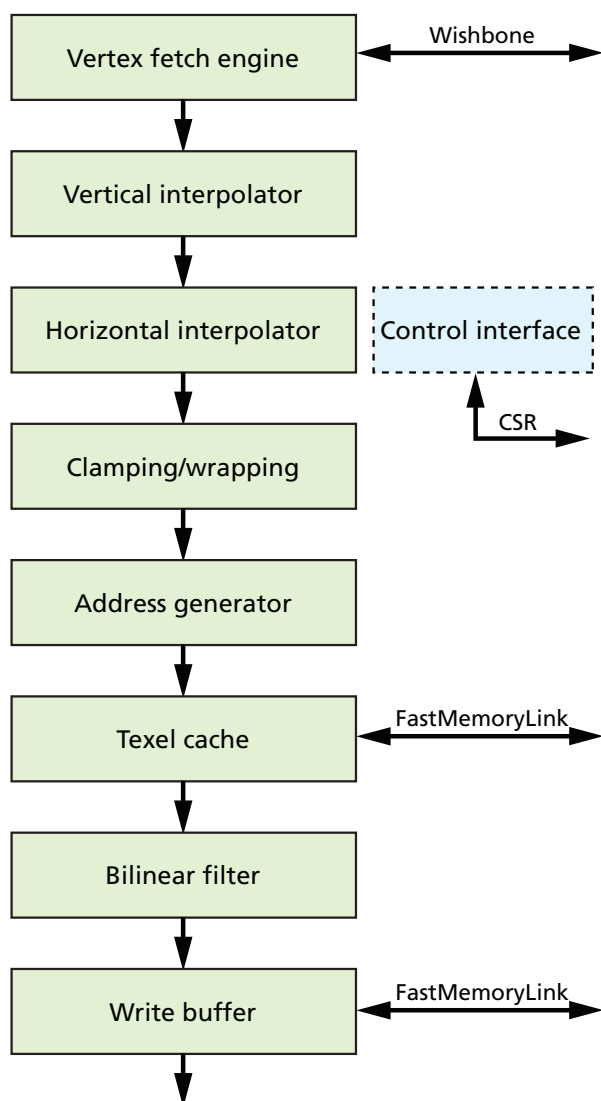 Vertex fetch engine
Wishbone
Vertical interpolator
Horizontal interpolator
Control interface
CSR
Clamping/wrapping
Address generator
Texel cache
FastMemoryLink
Bilinear filter
Write buffer
FastMemoryLink